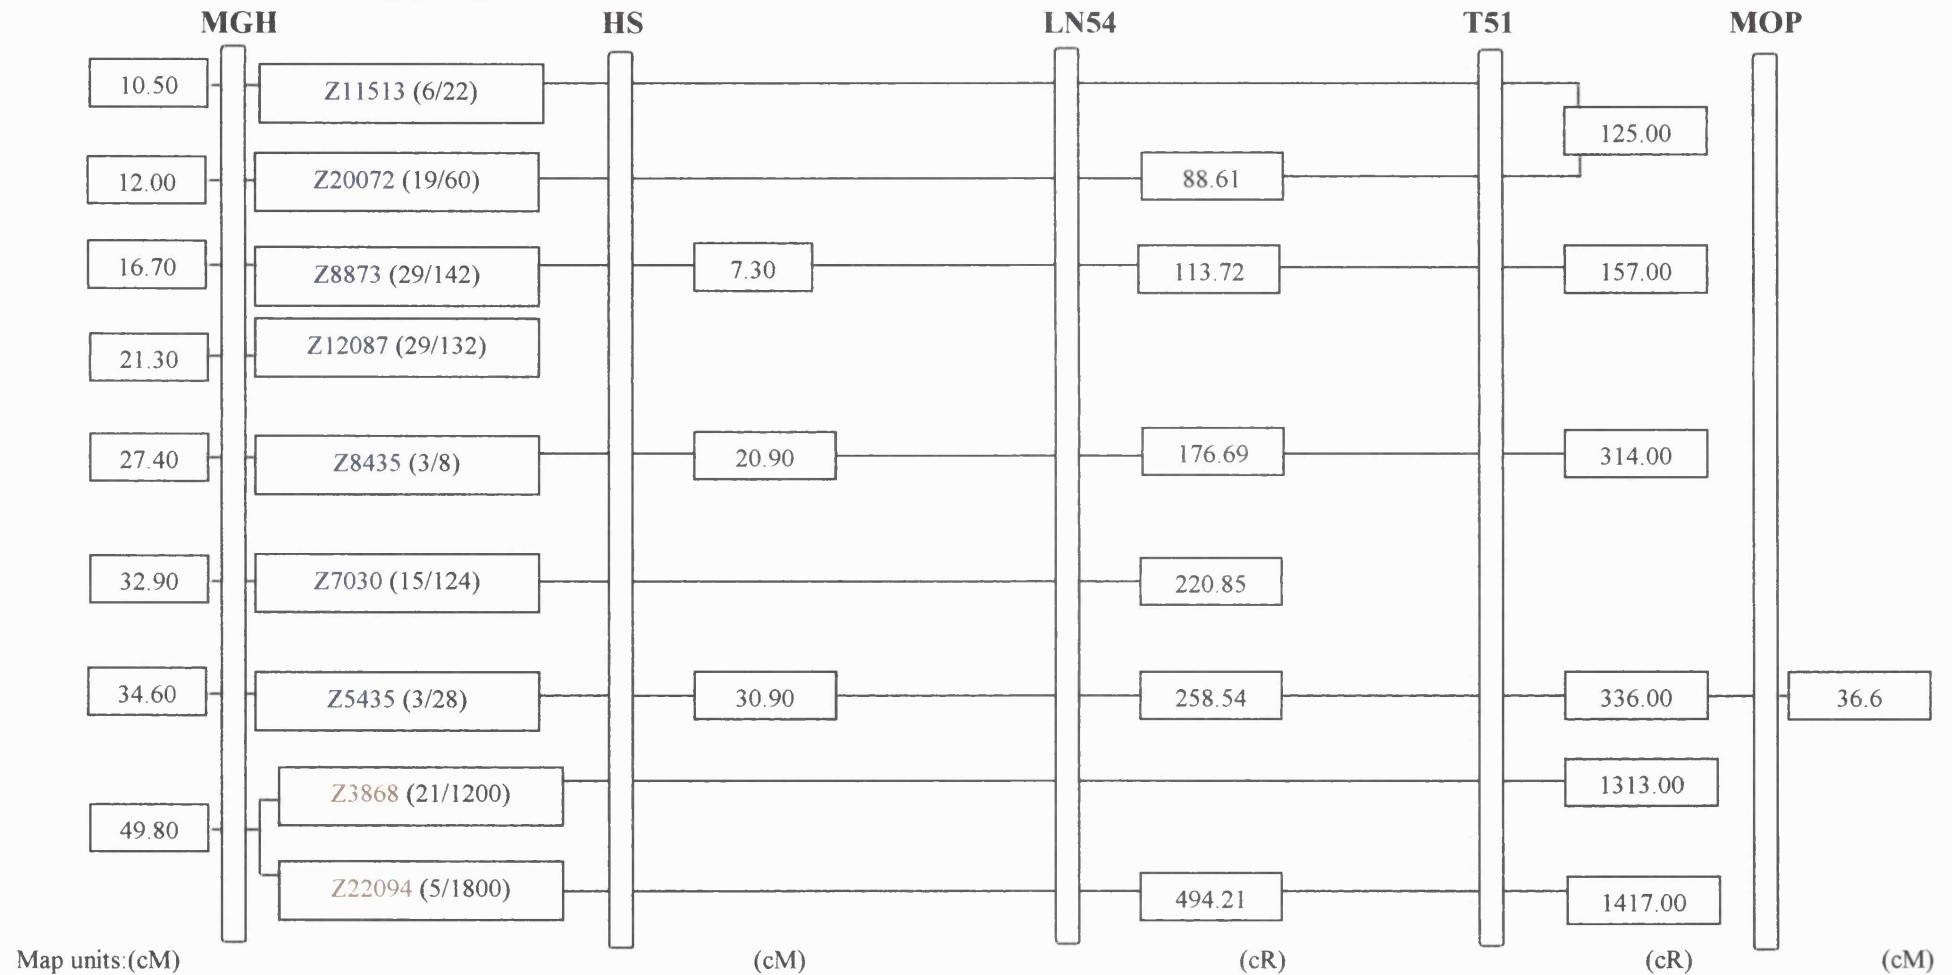 MGH HS LN54 T51 MOP
10.50 Z11513 (6/22)
125.00
12.00 Z20072 (19/60) 88.61
16.70 Z8873 (29/142) 7.30 113.72 157.00
21.30 Z12087 (29/132)
27.40 Z8435 (3/8) 20.90 176.69 314.00
32.90 Z7030 (15/124) 220.85
34.60 Z5435 (3/28) 30.90 258.54 336.00 36.6
Z3868 (21/1200) 1313.00
49.80
Z22094 (5/1800) 494.21 1417.00
Map units:(cM) (cM) (cR) (cR) (cM)